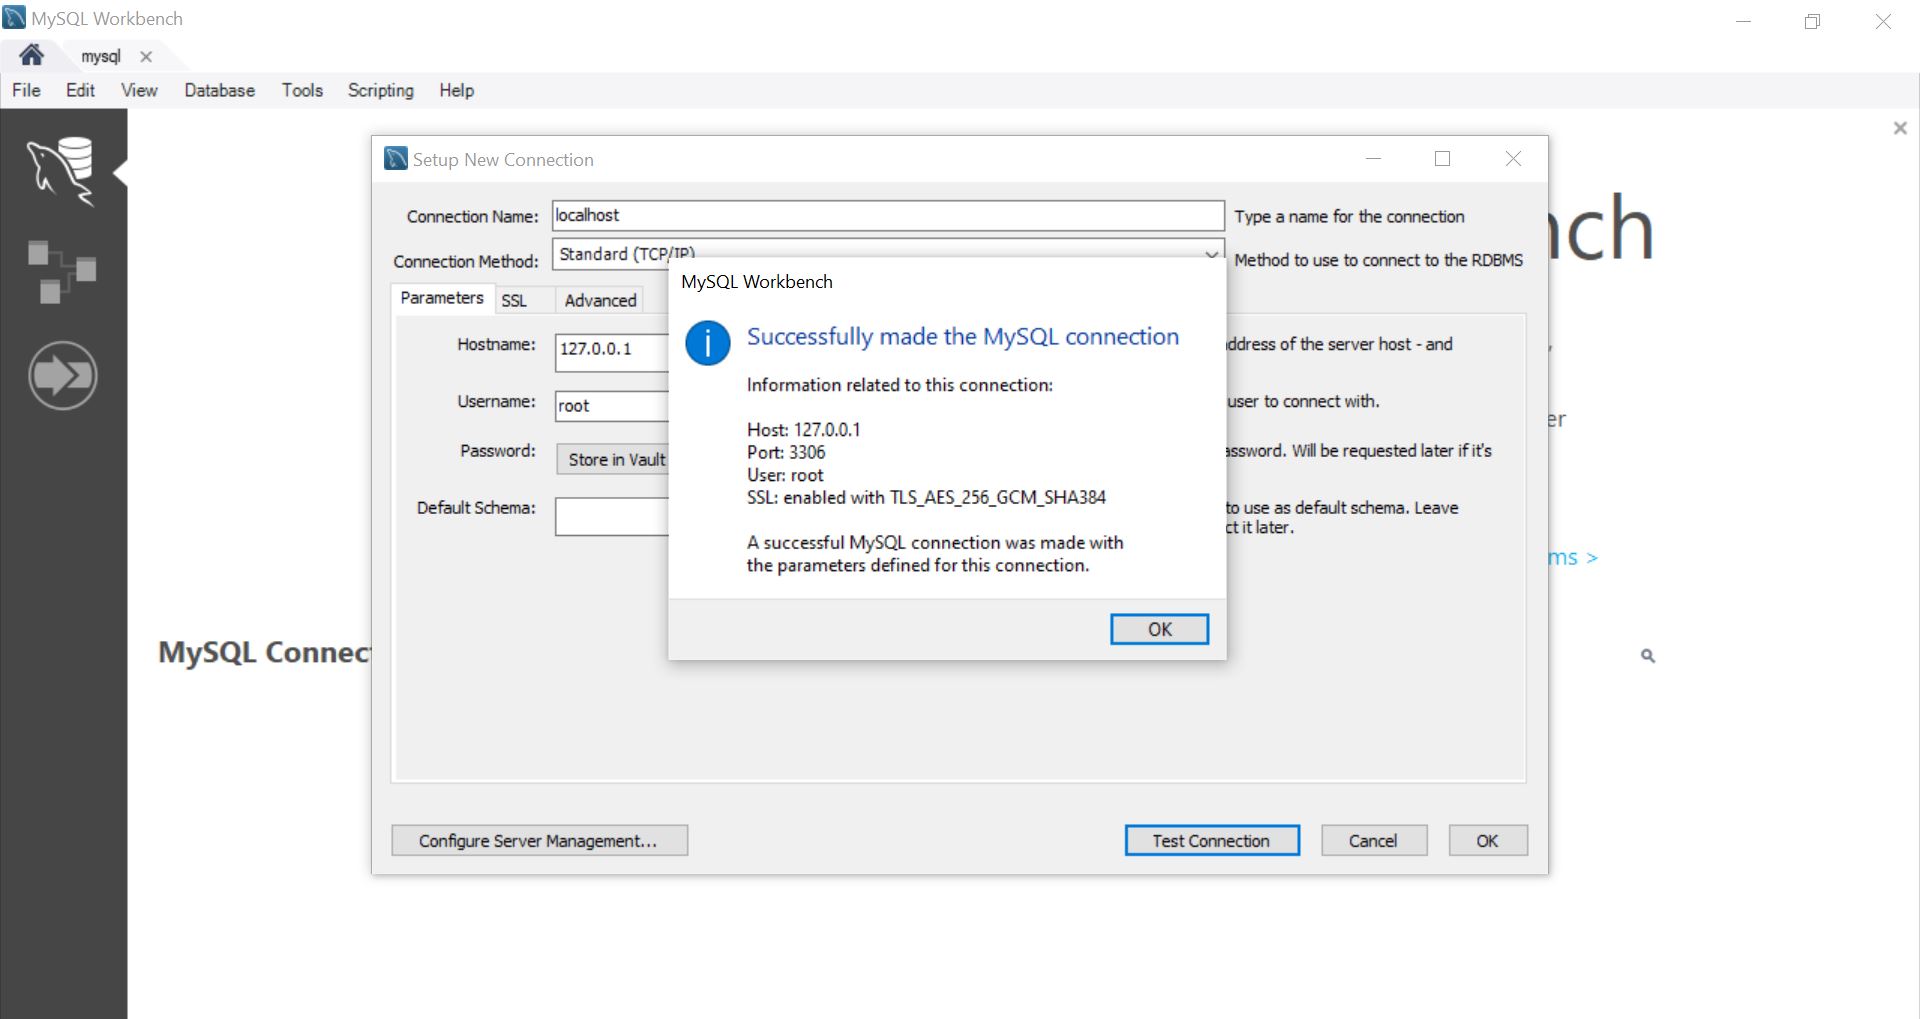 MySQL Workbench
mysql
File Edit View Database Tools Scripting Help
Setup New Connection
Connection Name: localhost Type a name for the connection
Connection Method: Standard (TCP/IP) Method to use to connect to the RDBMS
Parameters SSL Advanced
Hostname: 127.0.0.1 address of the server host - and
Username: root user to connect with.
Password: Store in Vault assword. Will be requested later if it's
Default Schema: to use as default schema. Leave
ct it later.
MySQL Workbench
Successfully made the MySQL connection
Information related to this connection:
Host: 127.0.0.1
Port: 3306
User: root
SSL: enabled with TLS_AES_256_GCM_SHA384
A successful MySQL connection was made with
the parameters defined for this connection.
OK
Configure Server Management... Test Connection Cancel OK
nch
er
ms >
MySQL Connect